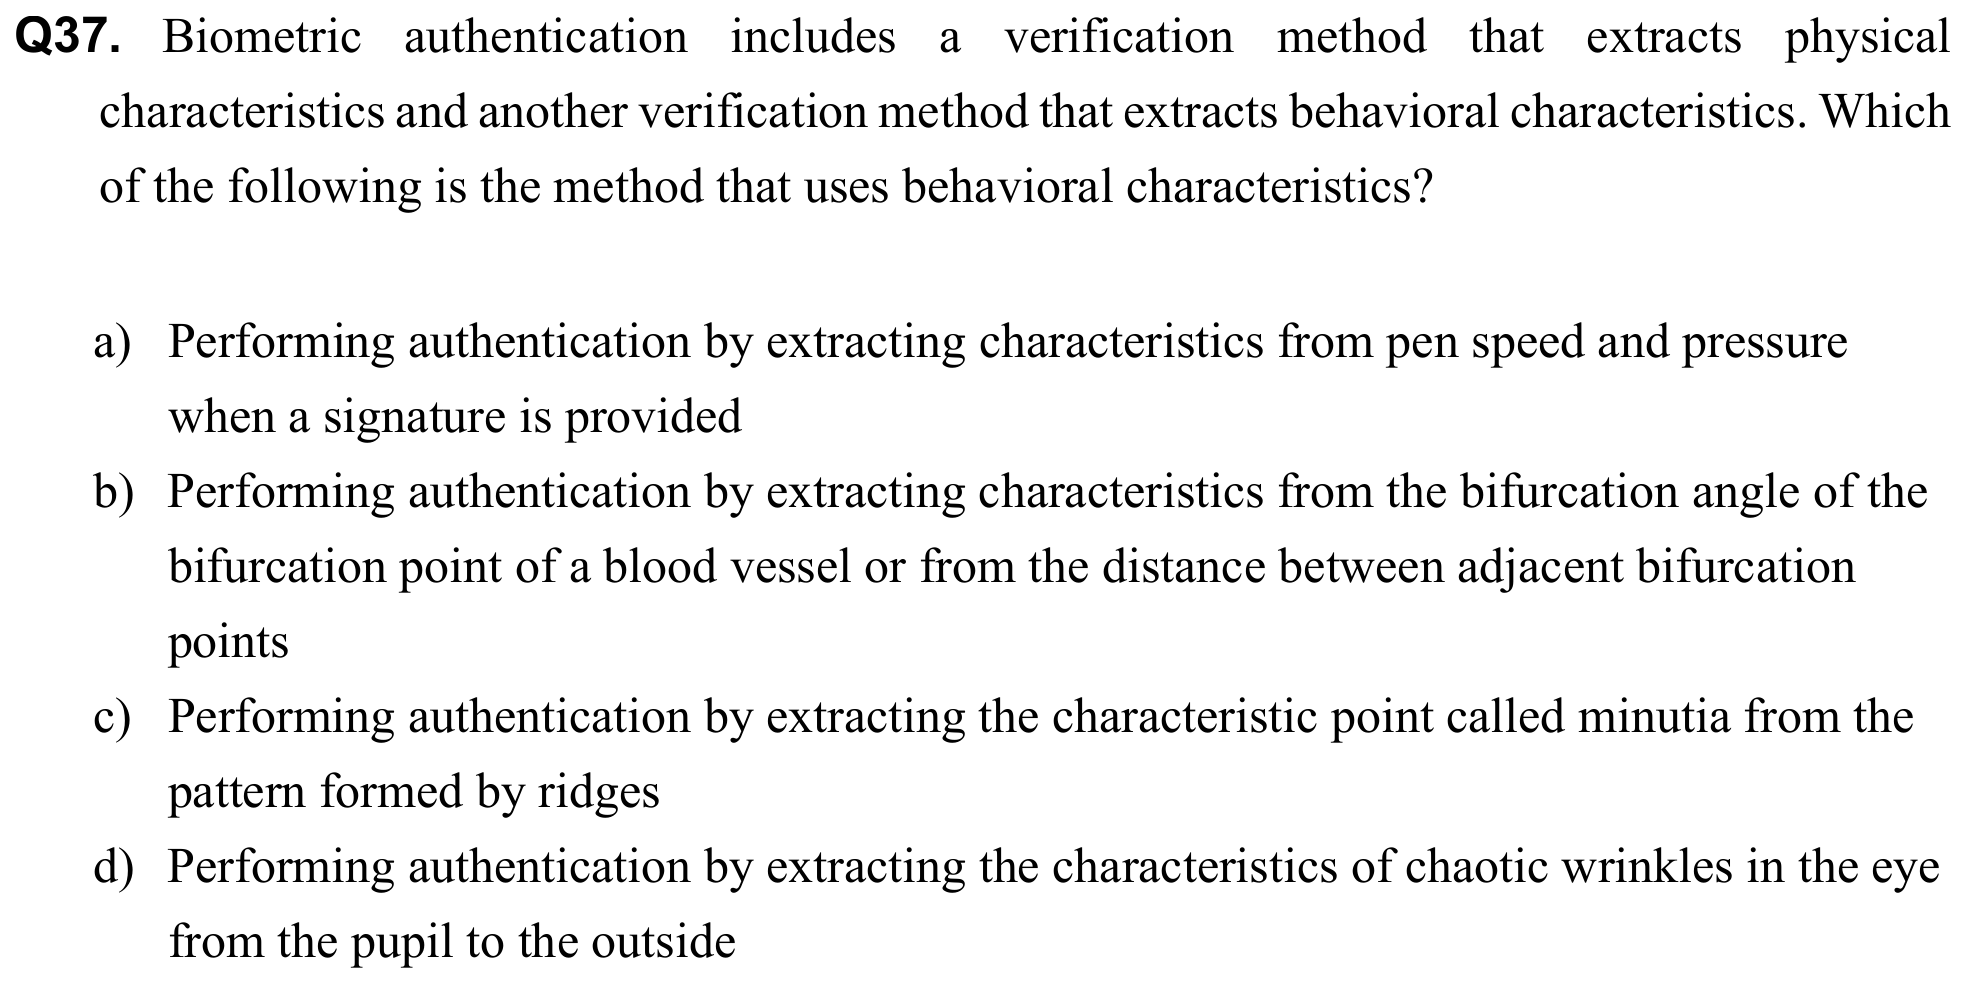 Q37. Biometric authentication includes a verification method that extracts physical
characteristics and another verification method that extracts behavioral characteristics. Which
of the following is the method that uses behavioral characteristics?
a) Performing authentication by extracting characteristics from pen speed and pressure
when a signature is provided
b) Performing authentication by extracting characteristics from the bifurcation angle of the
bifurcation point of a blood vessel or from the distance between adjacent bifurcation
points
c) Performing authentication by extracting the characteristic point called minutia from the
pattern formed by ridges
d) Performing authentication by extracting the characteristics of chaotic wrinkles in the eye
from the pupil to the outside